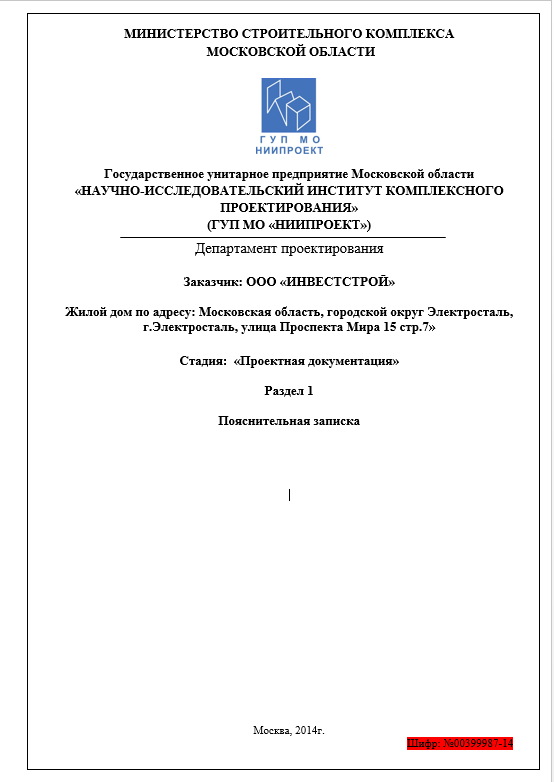 МИНИСТЕРСТВО СТРОИТЕЛЬНОГО КОМПЛЕКСА
МОСКОВСКОЙ ОБЛАСТИ
ГУП МО
НИИПРОЕКТ
Государственное унитарное предприятие Московской области
«НАУЧНО-ИССЛЕДОВАТЕЛЬСКИЙ ИНСТИТУТ КОМПЛЕКСНОГО
ПРОЕКТИРОВАНИЯ»
(ГУП МО «НИИПРОЕКТ»)
Департамент проектирования
Заказчик: ООО «ИНВЕСТСТРОЙ»
Жилой дом по адресу: Московская область, городской округ Электросталь,
г.Электросталь, улица Проспекта Мира 15 стр.7»
Стадия: «Проектная документация»
Раздел 1
Пояснительная записка
Москва, 2014г.
Шифр: №00399987-14